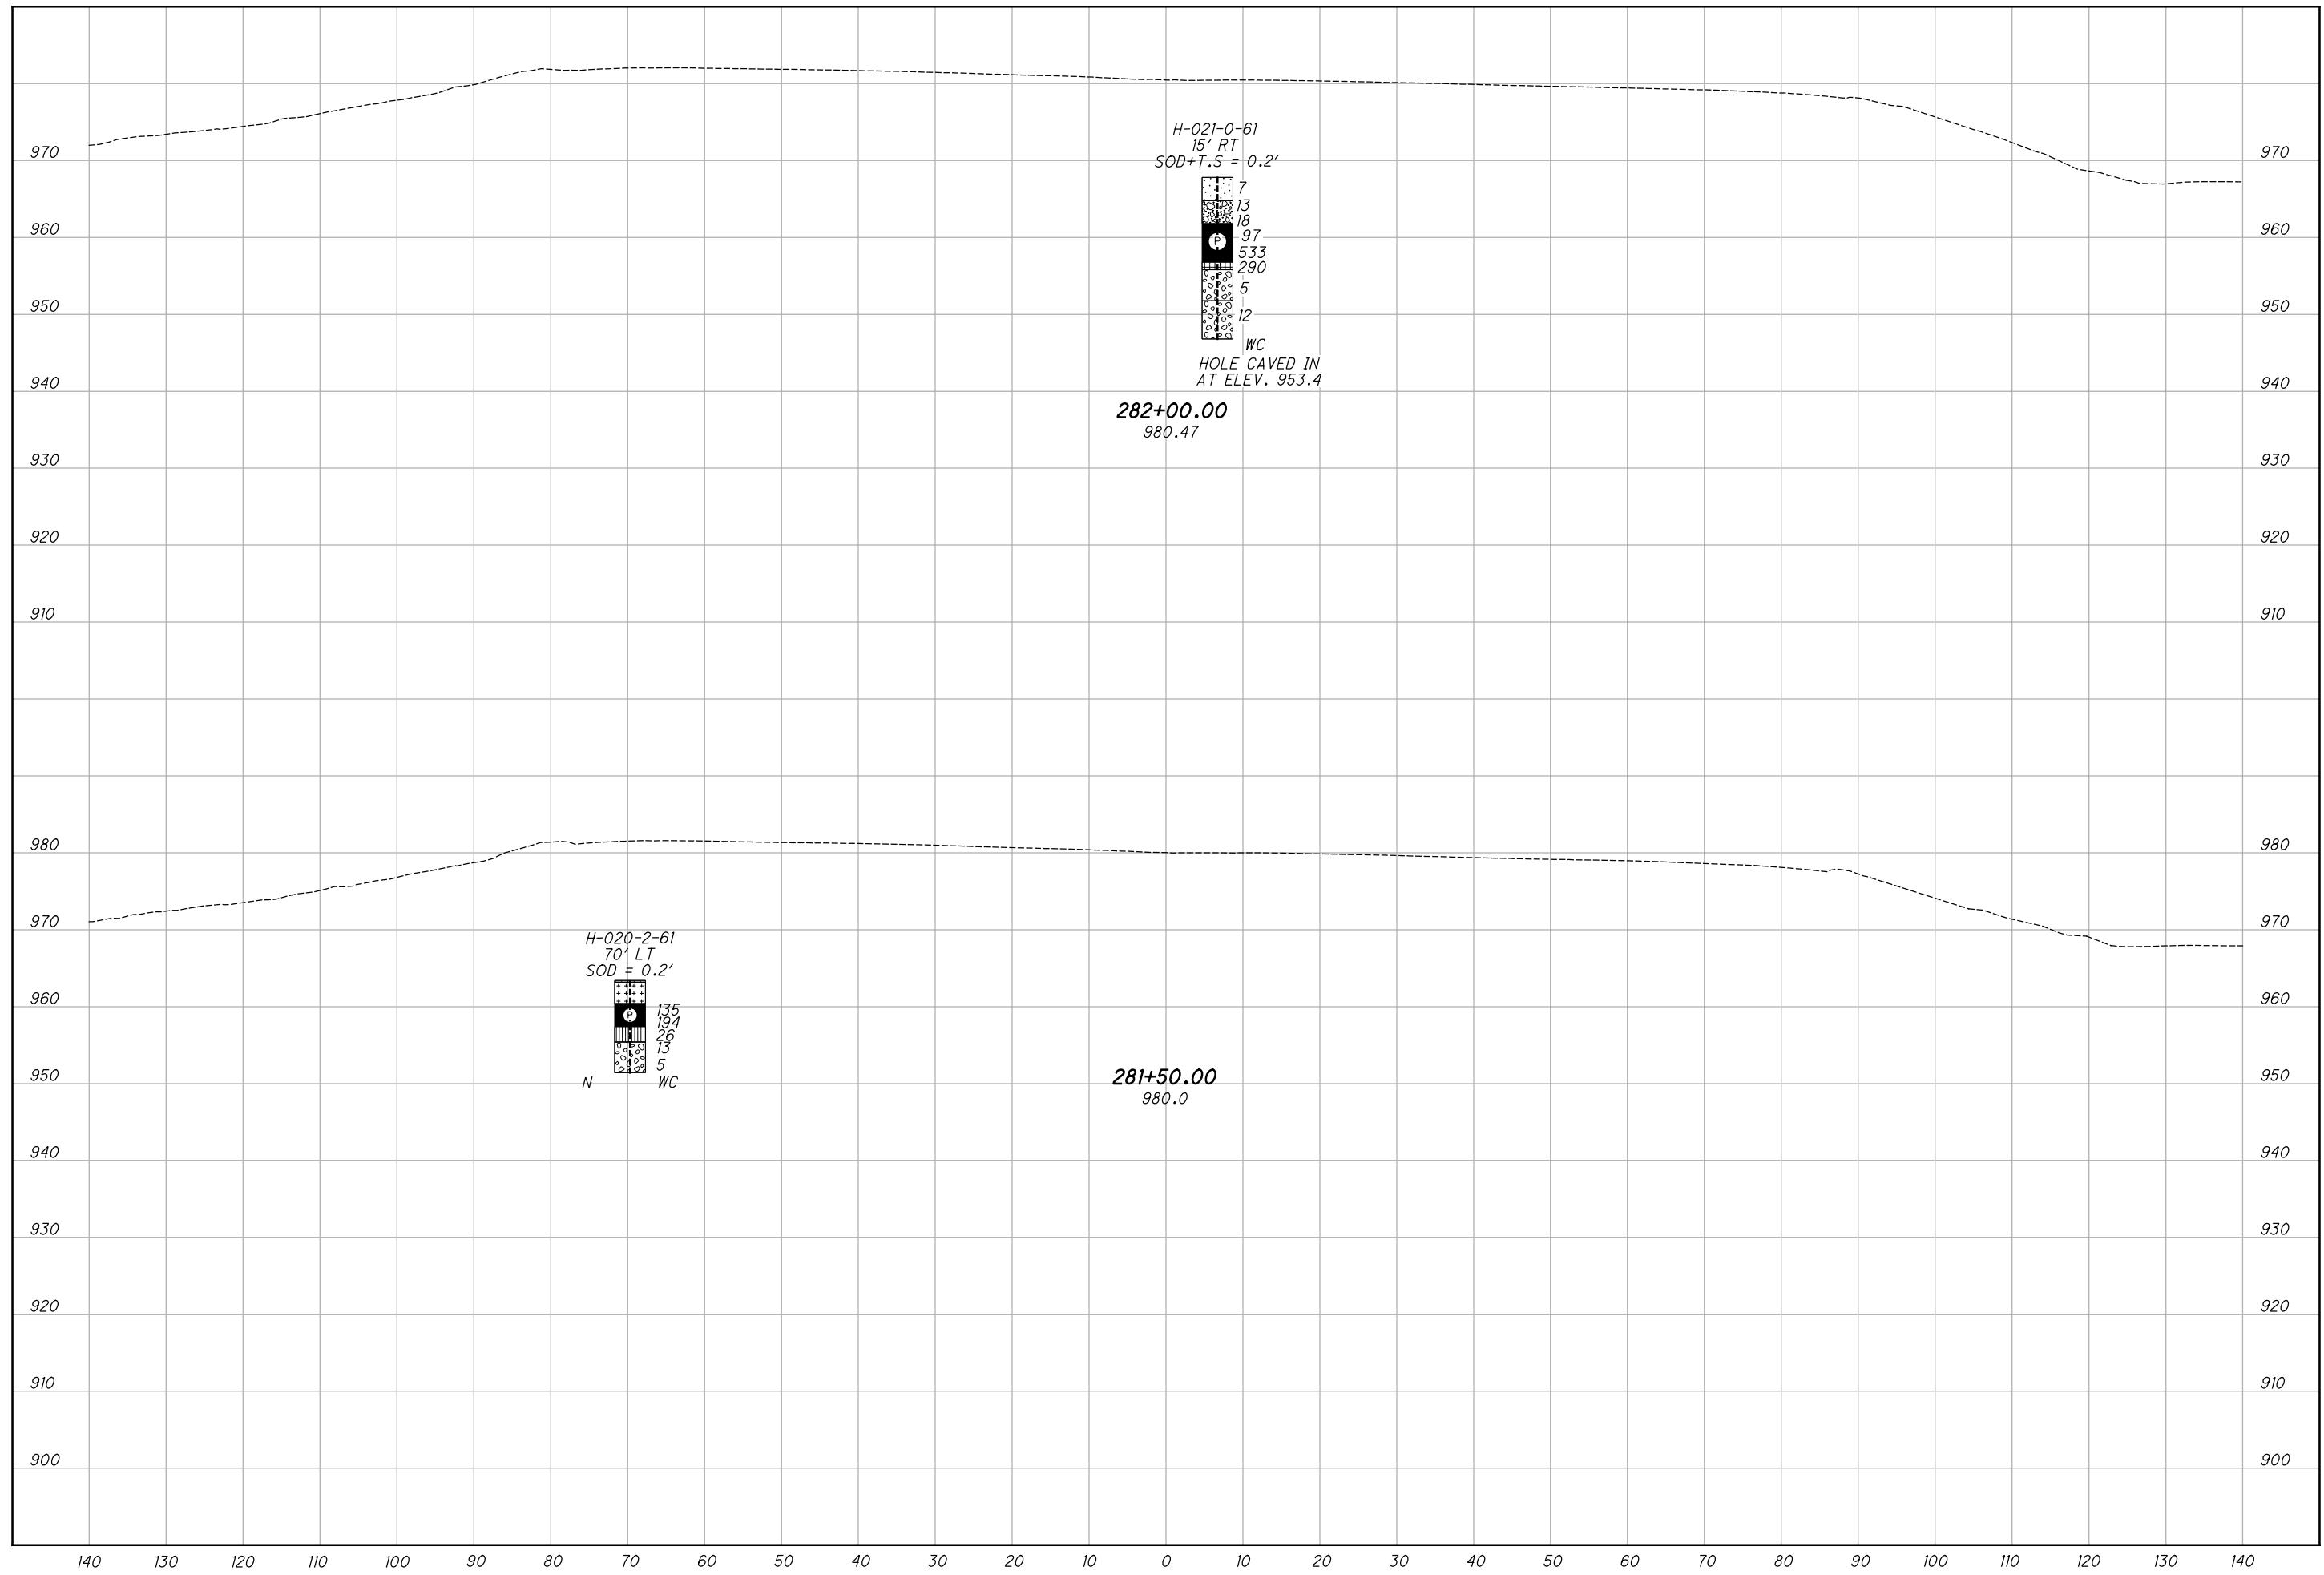 H-021-0-61
15' RT
SOD+T.S = 0.2'
970 970
7
13
18
960 960
97
533
290
5
950 950
12
WC
HOLE CAVED IN
AT ELEV. 953.4
940 940
282+00.00
980.47
930 930
920 920
910 910
980 980
970 970
H-020-2-61
70' LT
SOD = 0.2'
960 960
135
194
26
13
5
N WC
950 950
281+50.00
980.0
940 940
930 930
920 920
910 910
900 900
140 130 120 110 100 90 80 70 60 50 40 30 20 10 0 10 20 30 40 50 60 70 80 90 100 110 120 130 140
P
P